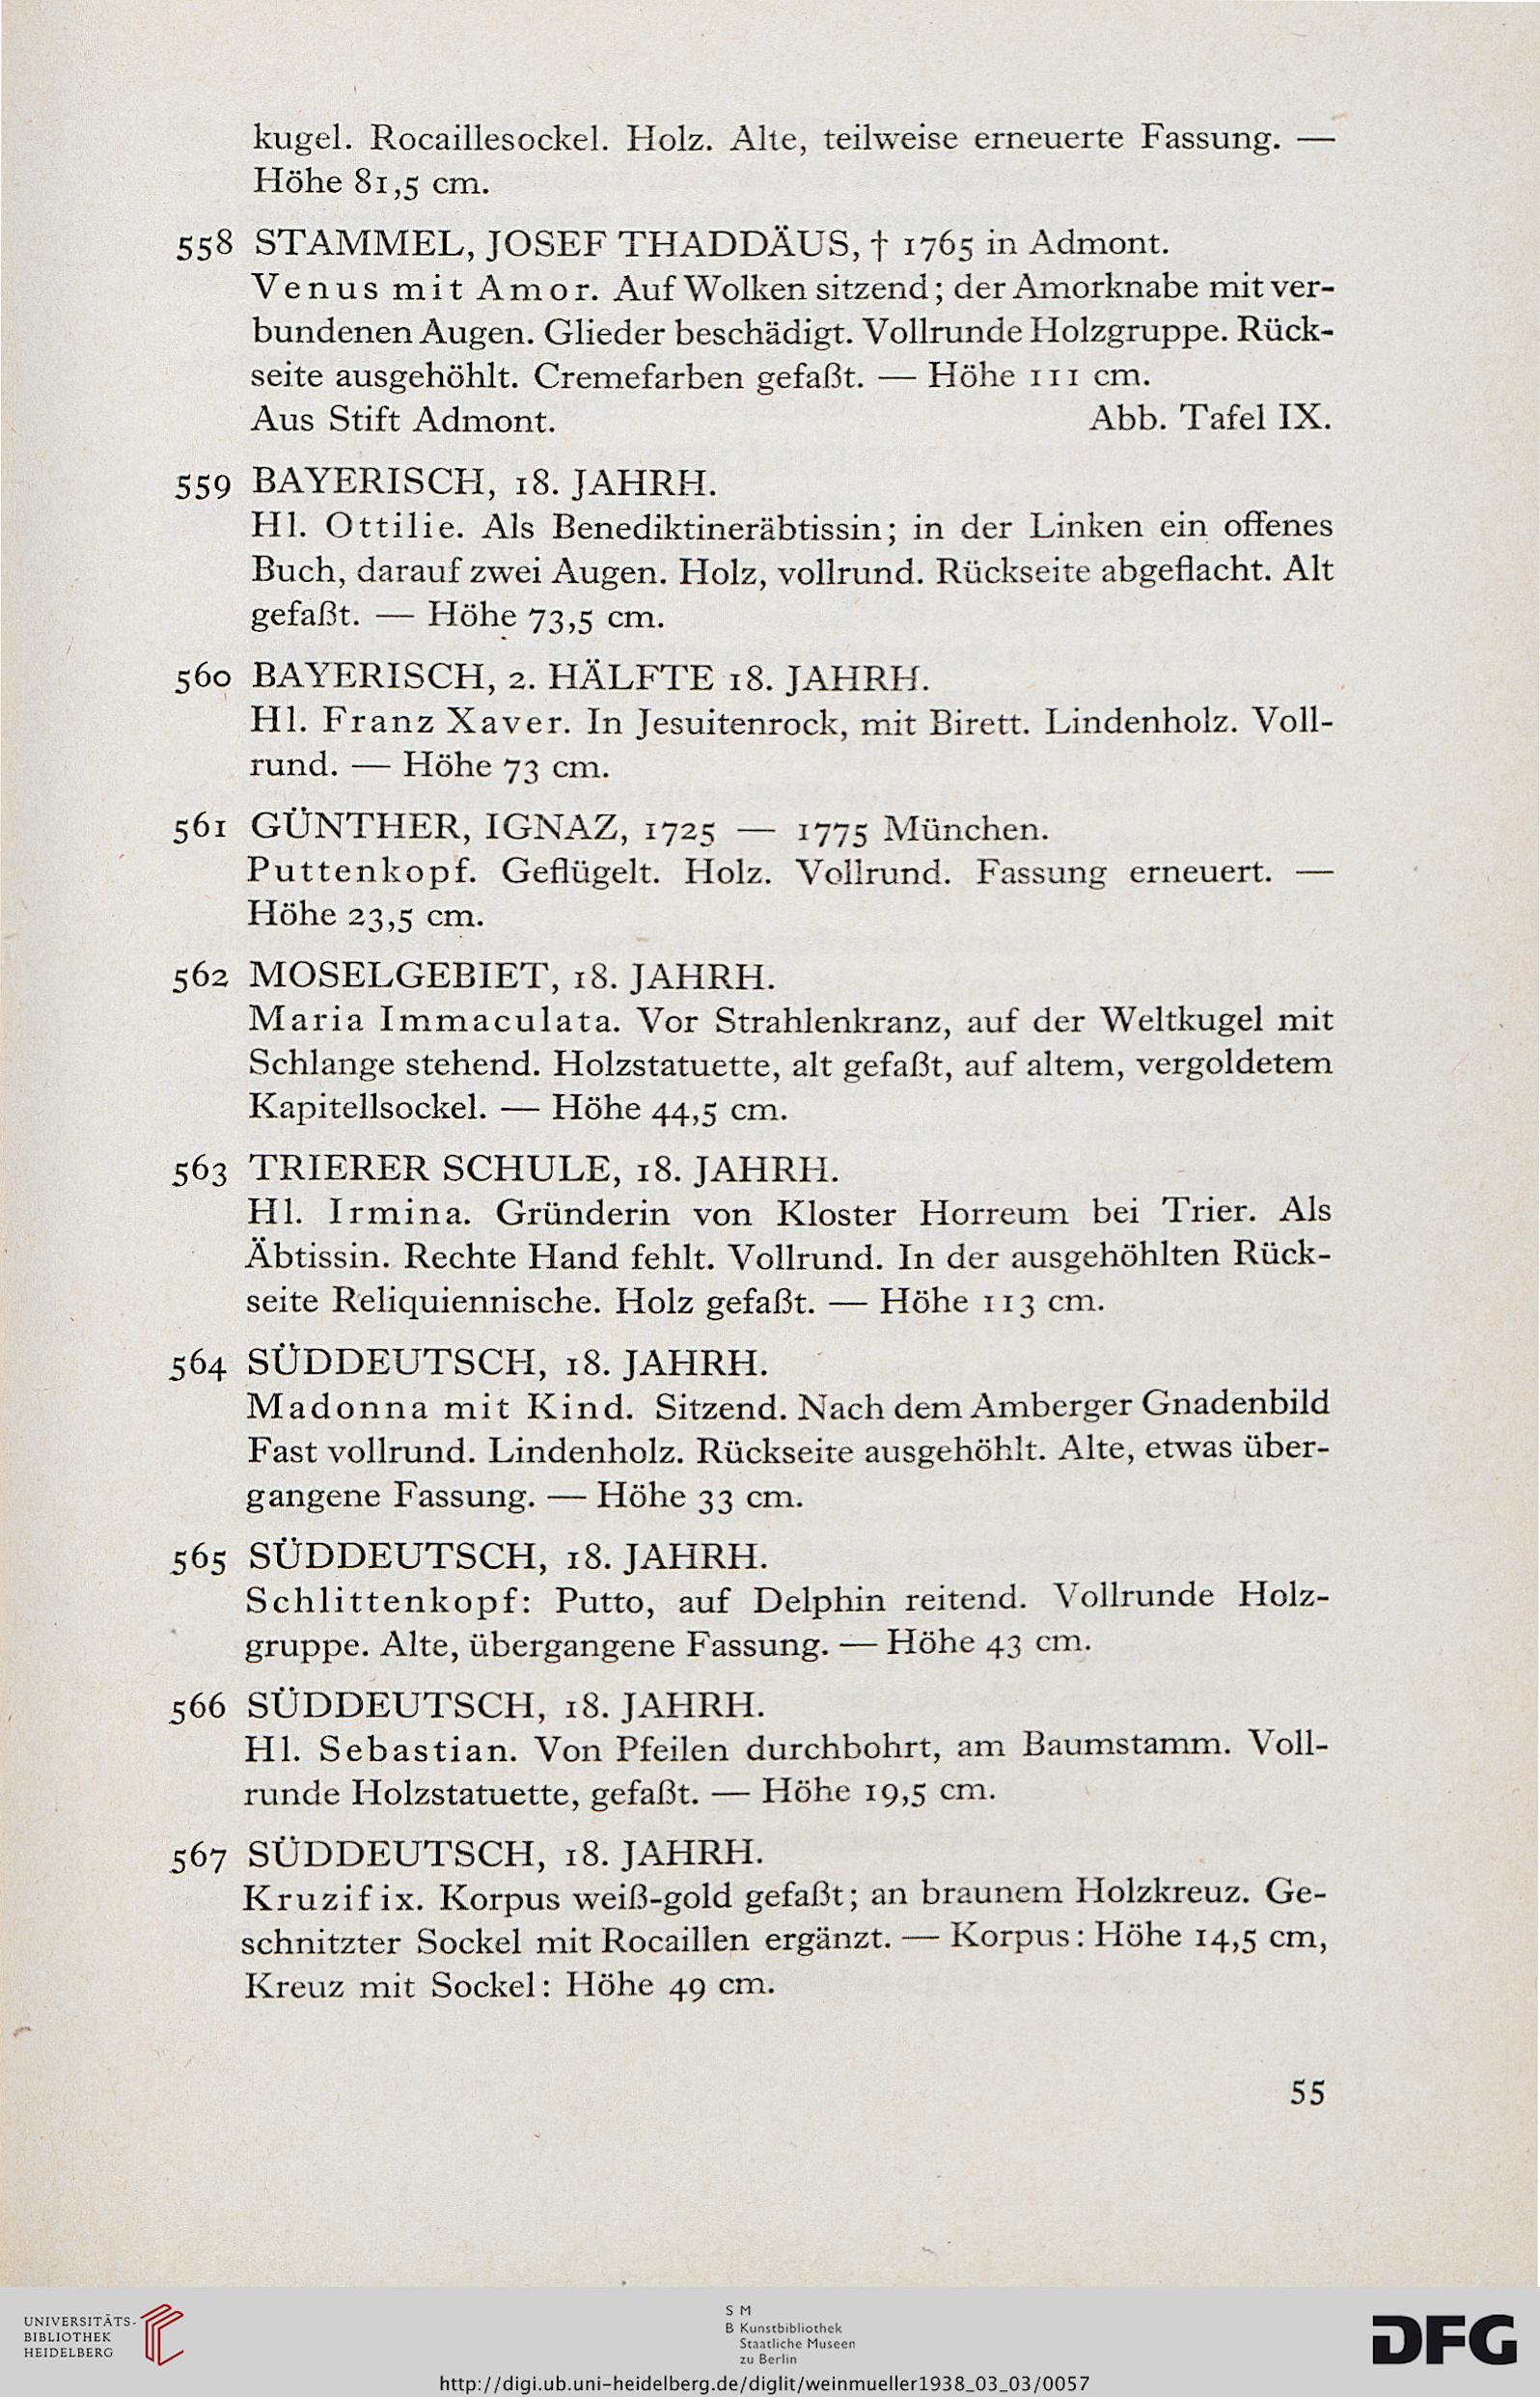 kugel. Rocaillesockel. Holz. Alte, teilweise erneuerte Fassung. —
Höhe 81,5 cm.
558 STAMMEL, JOSEF THADDÄUS, † 1765 in Admont.
Venus mit Amor. Auf Wolken sitzend; der Amorknabe mit ver-
bundenen Augen. Glieder beschädigt. Vollrunde Holzgruppe. Rück-
seite ausgehöhlt. Cremefarben gefaßt. — Höhe 111 cm.
Aus Stift Admont. Abb. Tafel IX.
559 BAYERISCH, 18. JAHRH.
Hl. Ottilie. Als Benediktineräbtissin; in der Linken ein offenes
Buch, darauf zwei Augen. Holz, vollrund. Rückseite abgeflacht. Alt
gefaßt. — Höhe 73,5 cm.
560 BAYERISCH, 2. HÄLFTE 18. JAHRH.
Hl. Franz Xaver. In Jesuitenrock, mit Birett. Lindenholz. Voll-
rund. — Höhe 73 cm.
561 GÜNTHER, IGNAZ, 1725 — 1775 München.
Puttenkopf. Geflügelt. Holz. Vollrund. Fassung erneuert. —
Höhe 23,5 cm.
562 MOSELGEBIET, 18. JAHRH.
Maria Immaculata. Vor Strahlenkranz, auf der Weltkugel mit
Schlange stehend. Holzstatuette, alt gefaßt, auf altem, vergoldetem
Kapitellsockel. — Höhe 44,5 cm.
563 TRIERER SCHULE, 18. JAHRH.
Hl. Irmina. Gründerin von Kloster Horreum bei Trier. Als
Äbtissin. Rechte Hand fehlt. Vollrund. In der ausgehöhlten Rück-
seite Reliquiennische. Holz gefaßt. — Höhe 113 cm.
564 SÜDDEUTSCH, 18. JAHRH.
Madonna mit Kind. Sitzend. Nach dem Amberger Gnadenbild
Fast vollrund. Lindenholz. Rückseite ausgehöhlt. Alte, etwas über-
gangene Fassung. — Höhe 33 cm.
565 SÜDDEUTSCH, 18. JAHRH.
Schlittenkopf: Putto, auf Delphin reitend. Vollrunde Holz-
gruppe. Alte, übergangene Fassung. — Höhe 43 cm.
566 SÜDDEUTSCH, 18. JAHRH.
Hl. Sebastian. Von Pfeilen durchbohrt, am Baumstamm. Voll-
runde Holzstatuette, gefaßt. — Höhe 19,5 cm.
567 SÜDDEUTSCH, 18. JAHRH.
Kruzifix. Korpus weiß-gold gefaßt; an braunem Holzkreuz. Ge-
schnitzter Sockel mit Rocaillen ergänzt. — Korpus: Höhe 14,5 cm,
Kreuz mit Sockel: Höhe 49 cm.
55
UNIVERSITÄTS-
BIBLIOTHEK
HEIDELBERG
S M
B Kunstbibliothek
Staatliche Museen
zu Berlin
http://digi.ub.uni-heidelberg.de/diglit/weinmueller1938_03_03/0057
DFG